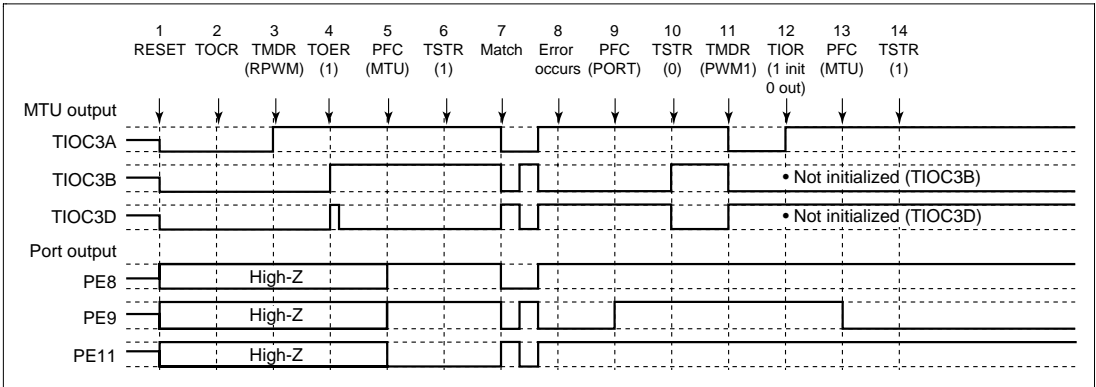 1 2 3 4 5 6 7 8 9 10 11 12 13 14
RESET TOCR TMDR TOER PFC TSTR Match Error PFC TSTR TMDR TIOR PFC TSTR
(RPWM) (1) (MTU) (1) occurs (PORT) (0) (PWM1) (1 init (MTU) (1)
0 out)
MTU output
TIOC3A
TIOC3B • Not initialized (TIOC3B)
TIOC3D • Not initialized (TIOC3D)
Port output
PE8 High-Z
PE9 High-Z
PE11 High-Z